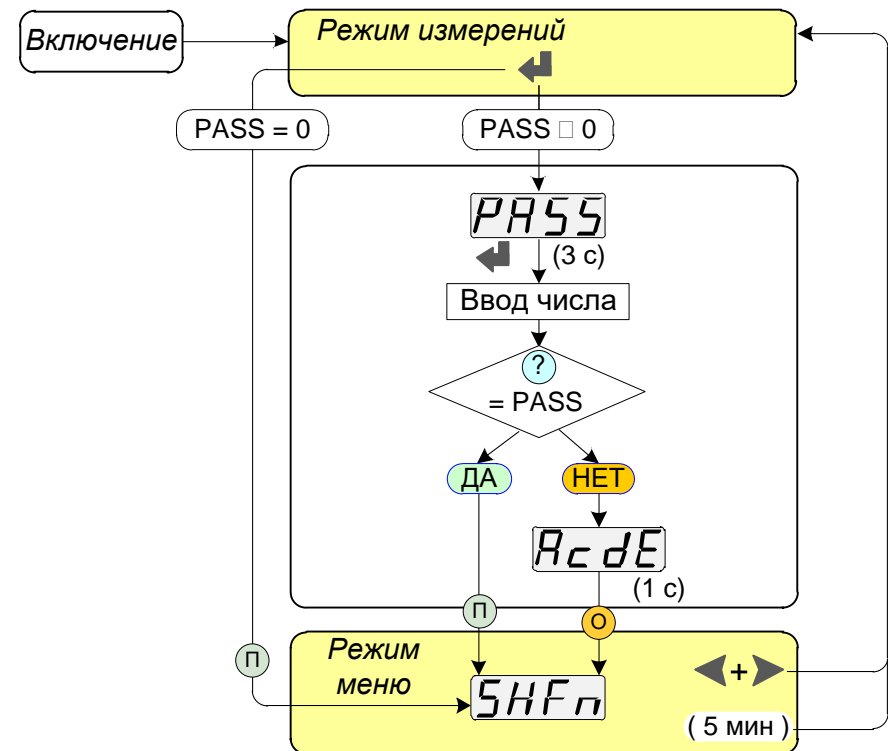 Включение
Режим измерений
PASS = 0
PASS □ 0
PASS
(3 с)
Ввод числа
?
= PASS
ДА
НЕТ
AcdE
(1 с)
П
О
П
Режим
меню
SHFn
+
( 5 мин )